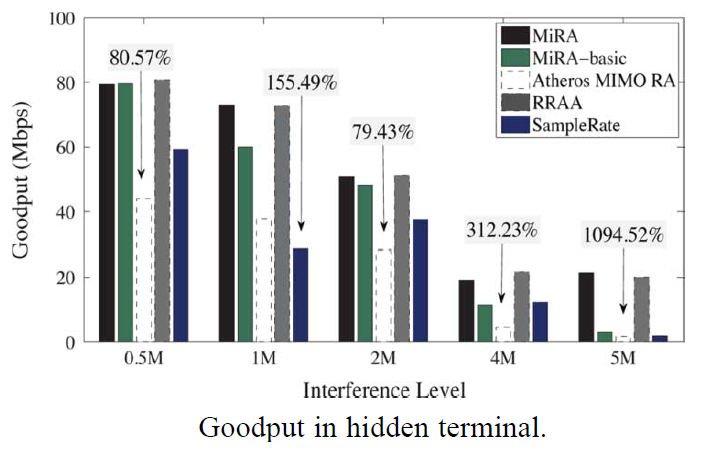 100
80
60
40
20
0
Goodput (Mbps)
80.57%
155.49%
79.43%
312.23%
1094.52%
MiRA
MiRA-basic
Atheros MIMO RA
RRAA
SampleRate
0.5M 1M 2M 4M 5M
Interference Level
Goodput in hidden terminal.